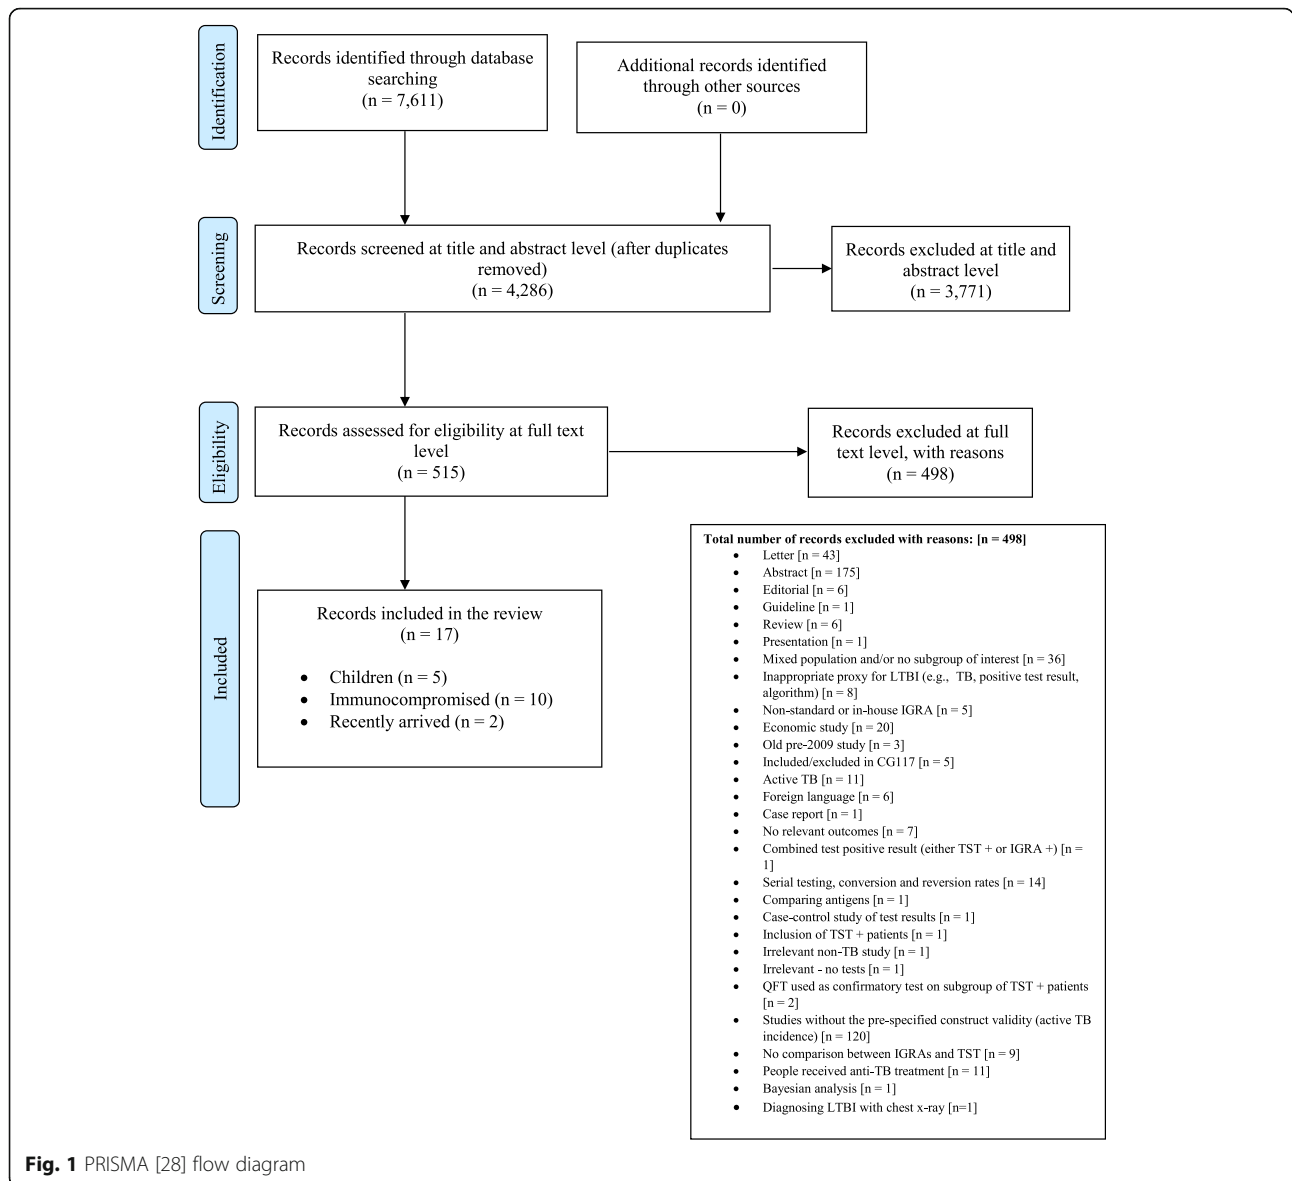 Identification
Records identified through database
searching
(n = 7,611)
Additional records identified
through other sources
(n = 0)
Screening
Records screened at title and abstract level (after duplicates
removed)
(n = 4,286)
Records excluded at title and
abstract level
(n = 3,771)
Eligibility
Records assessed for eligibility at full text
level
(n = 515)
Records excluded at full
text level, with reasons
(n = 498)
Included
Records included in the review
(n = 17)
• Children (n = 5)
• Immunocompromised (n = 10)
• Recently arrived (n = 2)
Total number of records excluded with reasons: [n = 498]
• Letter [n = 43]
• Abstract [n = 175]
• Editorial [n = 6]
• Guideline [n = 1]
• Review [n = 6]
• Presentation [n = 1]
• Mixed population and/or no subgroup of interest [n = 36]
• Inappropriate proxy for LTBI (e.g., TB, positive test result,
algorithm) [n = 8]
• Non-standard or in-house IGRA [n = 5]
• Economic study [n = 20]
• Old pre-2009 study [n = 3]
• Included/excluded in CG117 [n = 5]
• Active TB [n = 11]
• Foreign language [n = 6]
• Case report [n = 1]
• No relevant outcomes [n = 7]
• Combined test positive result (either TST + or IGRA +) [n =
1]
• Serial testing, conversion and reversion rates [n = 14]
• Comparing antigens [n = 1]
• Case-control study of test results [n = 1]
• Inclusion of TST + patients [n = 1]
• Irrelevant non-TB study [n = 1]
• Irrelevant - no tests [n = 1]
• QFT used as confirmatory test on subgroup of TST + patients
[n = 2]
• Studies without the pre-specified construct validity (active TB
incidence) [n = 120]
• No comparison between IGRAs and TST [n = 9]
• People received anti-TB treatment [n = 11]
• Bayesian analysis [n = 1]
• Diagnosing LTBI with chest x-ray [n=1]
Fig. 1 PRISMA [28] flow diagram